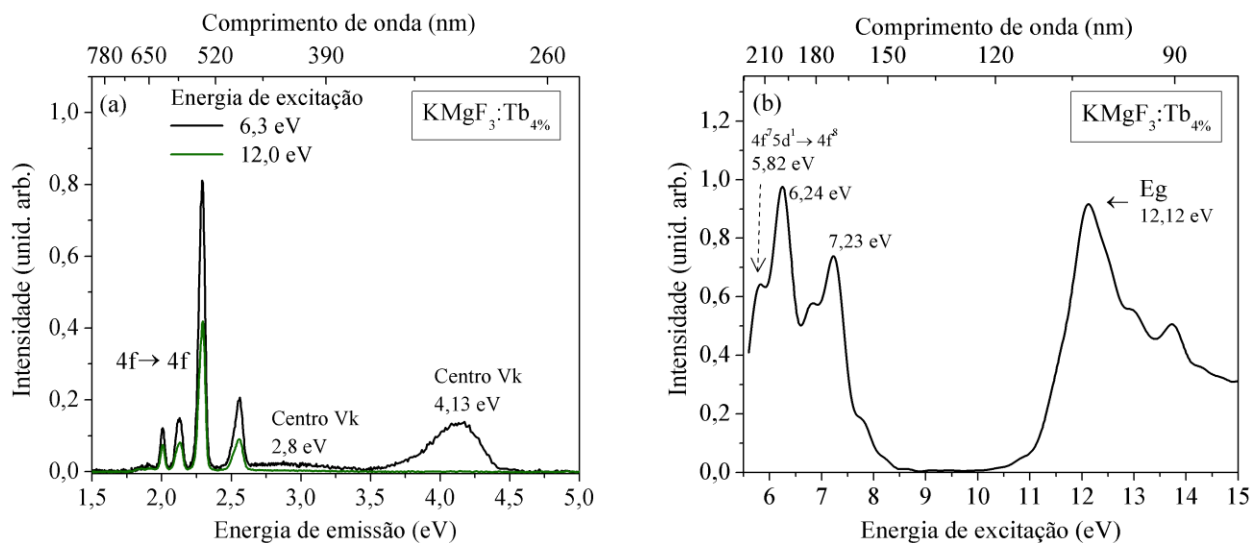 Comprimento de onda (nm)
780 650 520 390 260
(a)
Energia de excitação
6,3 eV
12,0 eV
KMgF3:Tb4%
4f→ 4f
Centro Vk
2,8 eV
Centro Vk
4,13 eV
Intensidade (unid. arb.)
1,0
0,8
0,6
0,4
0,2
0,0
1,5 2,0 2,5 3,0 3,5 4,0 4,5 5,0
Energia de emissão (eV)
Comprimento de onda (nm)
210 180 150 120 90
(b)
KMgF3:Tb4%
4f⁷5d¹→ 4f⁸
5,82 eV
6,24 eV
7,23 eV
← Eg
12,12 eV
Intensidade (unid. arb.)
1,2
1,0
0,8
0,6
0,4
0,2
0,0
6 7 8 9 10 11 12 13 14 15
Energia de excitação (eV)